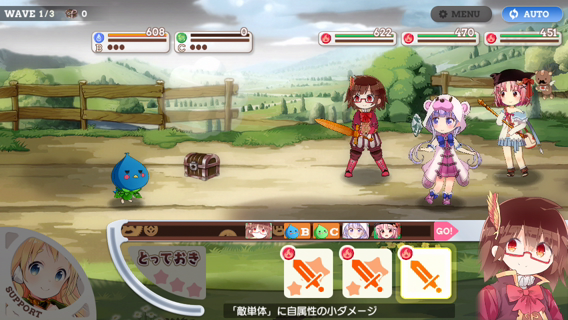 WAVE 1/3 0
MENU
AUTO
608
B
0
C
622
470
451
B C GO!
SUPPORT
とっておき
「敵単体」に自属性の小ダメージ